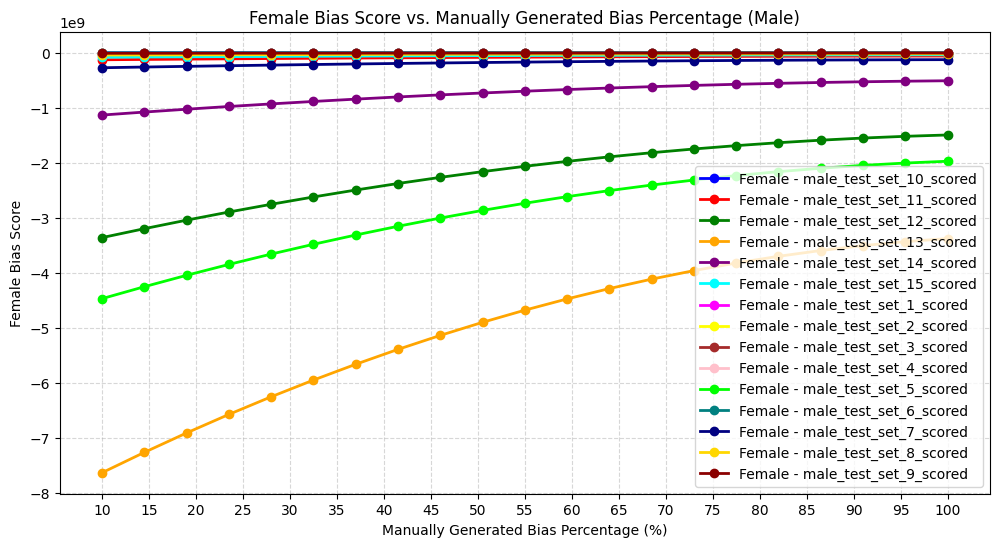 Female Bias Score vs. Manually Generated Bias Percentage (Male)
1e9
0
−1
−2
−3
−4
−5
−6
−7
−8
Female Bias Score
Female - male_test_set_10_scored
Female - male_test_set_11_scored
Female - male_test_set_12_scored
Female - male_test_set_13_scored
Female - male_test_set_14_scored
Female - male_test_set_15_scored
Female - male_test_set_1_scored
Female - male_test_set_2_scored
Female - male_test_set_3_scored
Female - male_test_set_4_scored
Female - male_test_set_5_scored
Female - male_test_set_6_scored
Female - male_test_set_7_scored
Female - male_test_set_8_scored
Female - male_test_set_9_scored
10 15 20 25 30 35 40 45 50 55 60 65 70 75 80 85 90 95 100
Manually Generated Bias Percentage (%)